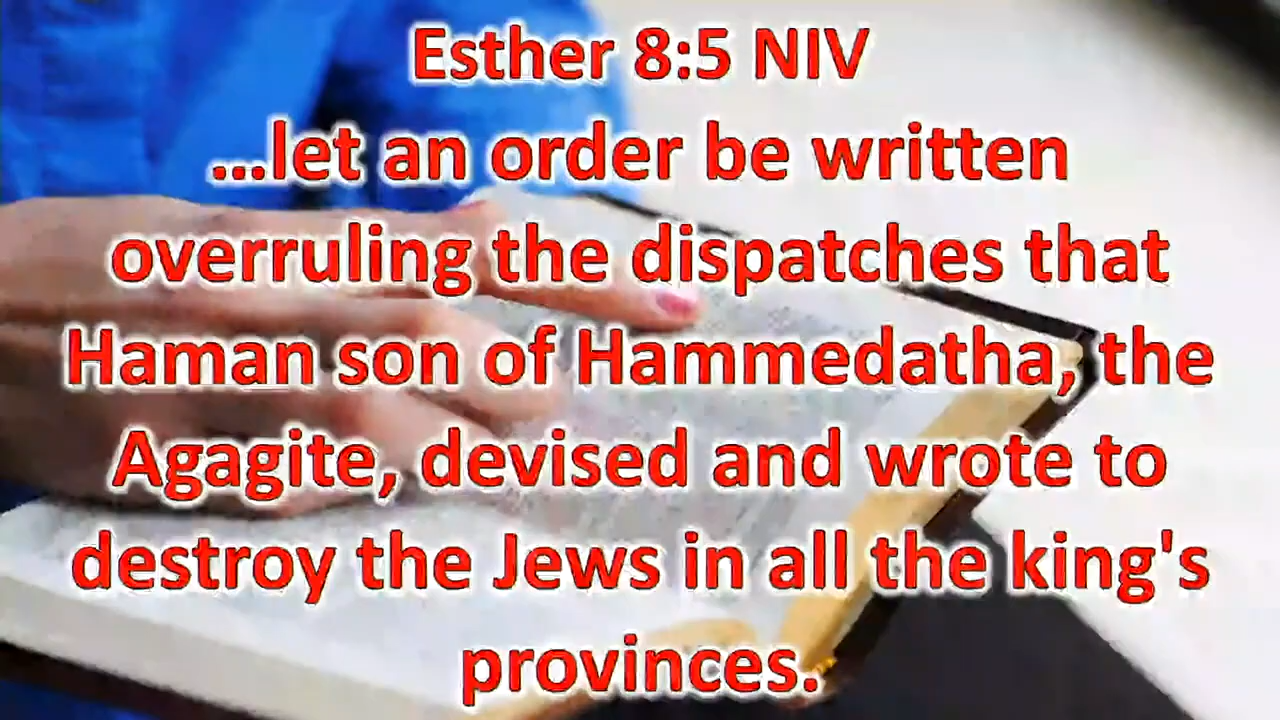 Esther 8:5 NIV
...let an order be written
overruling the dispatches that
Haman son of Hammedatha, the
Agagite, devised and wrote to
destroy the Jews in all the king's
provinces.